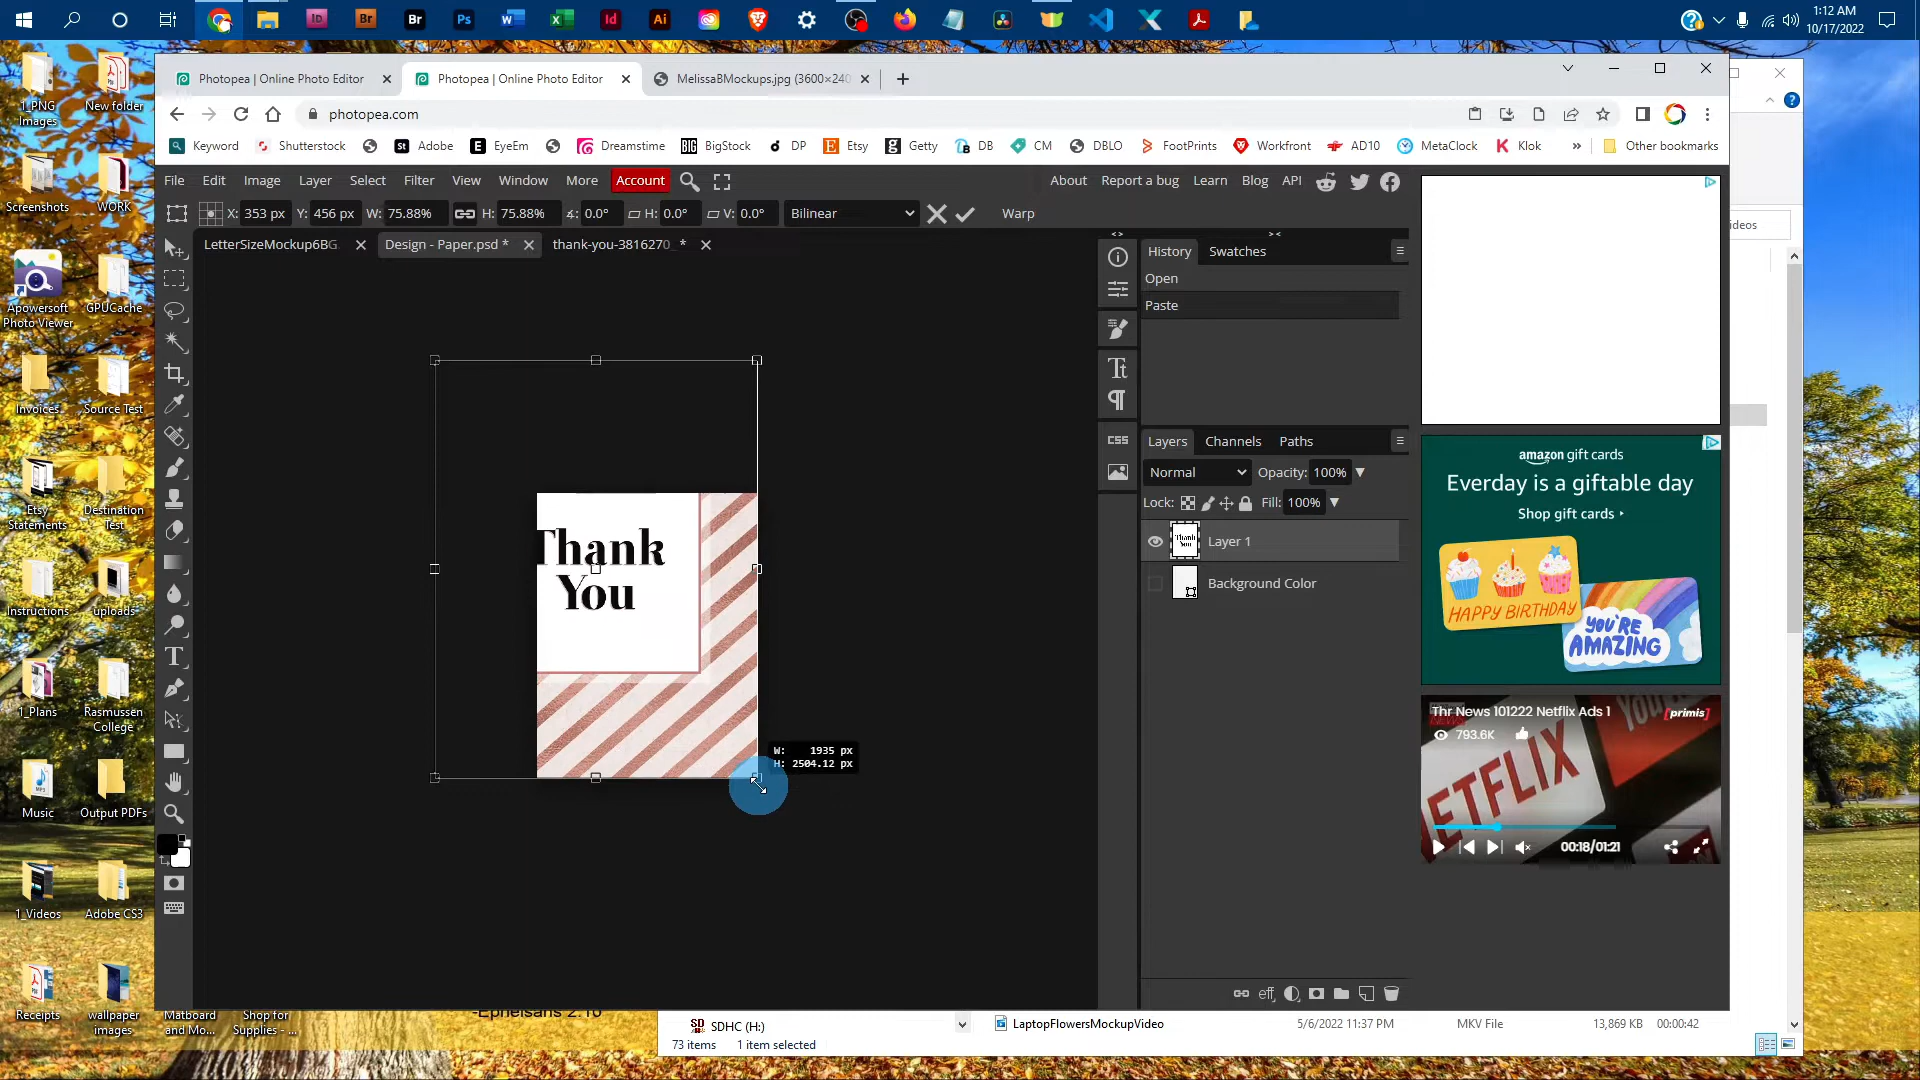 1:12 AM
10/17/2022
Photopea | Online Photo Editor
Photopea | Online Photo Editor
MelissaBMockups.jpg (3600×240
photopea.com
Keyword
Shutterstock
Adobe
EyeEm
Dreamtime
BigStock
DP
Etsy
Getty
DB
CM
DBLO
FootPrints
Workfront
AD10
MetaClock
Klok
Other bookmarks
File
Edit
Image
Layer
Select
Filter
View
Window
More
Account
About
Report a bug
Learn
Blog
API
X: 353 px
Y: 456 px
W: 75.88%
H: 75.88%
∡: 0.0°
H: 0.0°
V: 0.0°
Bilinear
Warp
LetterSizeMockup6BG
Design - Paper.psd *
thank-you-3816270_ *
History
Swatches
Open
Paste
Thank
You
W: 1935 px
H: 2504.12 px
css
Layers
Channels
Paths
Normal
Opacity: 100%
Lock:
Fill: 100%
Layer 1
Background Color
eff
amazon gift cards
Everday is a giftable day
Shop gift cards
HAPPY BIRTHDAY
YOU'RE
AMAZING
Thr News 101222 Netflix Ads 1
[primis]
793.6K
NETFLIX
00:18/01:21
ideos
1_PNG
Images
New folder
Screenshots
WORK
Apowersoft
Photo Viewer
GPUCache
Invoices
Source Test
Etsy
Statements
Destination
Test
Instructions
uploads
1_Plans
Rasmussen
College
Music
Output PDFs
1_Videos
Adobe CS3
Receipts
wallpaper
images
Matboard
and Mo...
Shop for
Supplies - ...
-Ephelsans 2:10
SDHC (H:)
LaptopFlowersMockupVideo
5/6/2022 11:37 PM
MKV File
13,869 KB
00:00:42
73 items
1 item selected